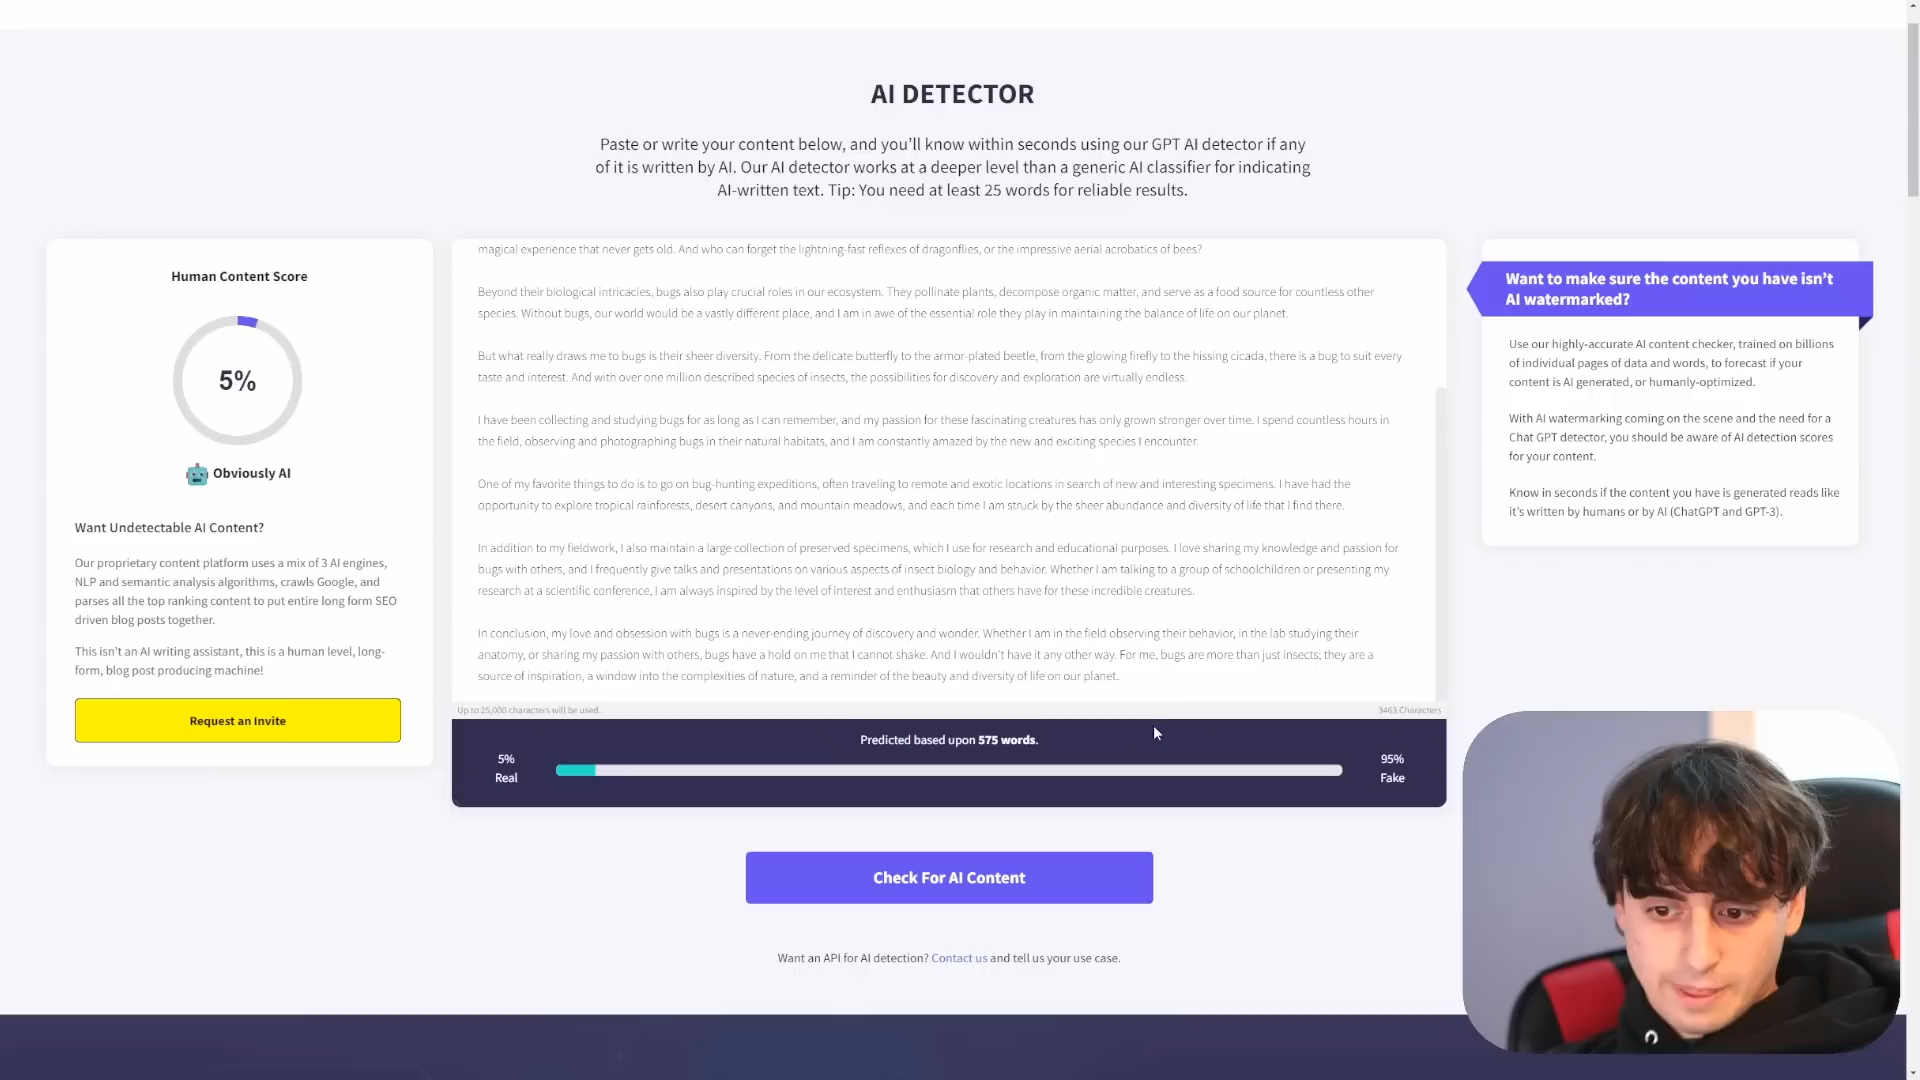 AI DETECTOR
Paste or write your content below, and you'll know within seconds using our GPT AI detector if any
of it is written by AI. Our AI detector works at a deeper level than a generic AI classifier for indicating
AI-written text. Tip: You need at least 25 words for reliable results.
Human Content Score
5%
Obviously AI
Want Undetectable AI Content?
Our proprietary content platform uses a mix of 3 AI engines,
NLP and semantic analysis algorithms, crawls Google, and
parses all the top ranking content to put entire long form SEO
driven blog posts together.
This isn't an AI writing assistant, this is a human level, long-
form, blog post producing machine!
Request an Invite
magical experience that never gets old. And who can forget the lightning-fast reflexes of dragonflies, or the impressive aerial acrobatics of bees?
Beyond their biological intricacies, bugs also play crucial roles in our ecosystem. They pollinate plants, decompose organic matter, and serve as a food source for countless other
species. Without bugs, our world would be a vastly different place, and I am in awe of the essential role they play in maintaining the balance of life on our planet.
But what really draws me to bugs is their sheer diversity. From the delicate butterfly to the armor-plated beetle, from the glowing firefly to the hissing cicada, there is a bug to suit every
taste and interest. And with over one million described species of insects, the possibilities for discovery and exploration are virtually endless.
I have been collecting and studying bugs for as long as I can remember, and my passion for these fascinating creatures has only grown stronger over time. I spend countless hours in
the field, observing and photographing bugs in their natural habitats, and I am constantly amazed by the new and exciting species I encounter.
One of my favorite things to do is to go on bug-hunting expeditions, often traveling to remote and exotic locations in search of new and interesting specimens. I have had the
opportunity to explore tropical rainforests, desert canyons, and mountain meadows, and each time I am struck by the sheer abundance and diversity of life that I find there.
In addition to my fieldwork, I also maintain a large collection of preserved specimens, which I use for research and educational purposes. I love sharing my knowledge and passion for
bugs with others, and I frequently give talks and presentations on various aspects of insect biology and behavior. Whether I am talking to a group of schoolchildren or presenting my
research at a scientific conference, I am always inspired by the level of interest and enthusiasm that others have for these incredible creatures.
In conclusion, my love and obsession with bugs is a never-ending journey of discovery and wonder. Whether I am in the field observing their behavior, in the lab studying their
anatomy, or sharing my passion with others, bugs have a hold on me that I cannot shake. And I wouldn't have it any other way. For me, bugs are more than just insects; they are a
source of inspiration, a window into the complexities of nature, and a reminder of the beauty and diversity of life on our planet.
Up to 25,000 characters will be used.
3463 Characters
Predicted based upon 575 words.
5%
Real
95%
Fake
Check For AI Content
Want an API for AI detection? Contact us and tell us your use case.
Want to make sure the content you have isn't
AI watermarked?
Use our highly-accurate AI content checker, trained on billions
of individual pages of data and words, to forecast if your
content is AI generated, or humanly-optimized.
With AI watermarking coming on the scene and the need for a
Chat GPT detector, you should be aware of AI detection scores
for your content.
Know in seconds if the content you have is generated reads like
it's written by humans or by AI (ChatGPT and GPT-3).